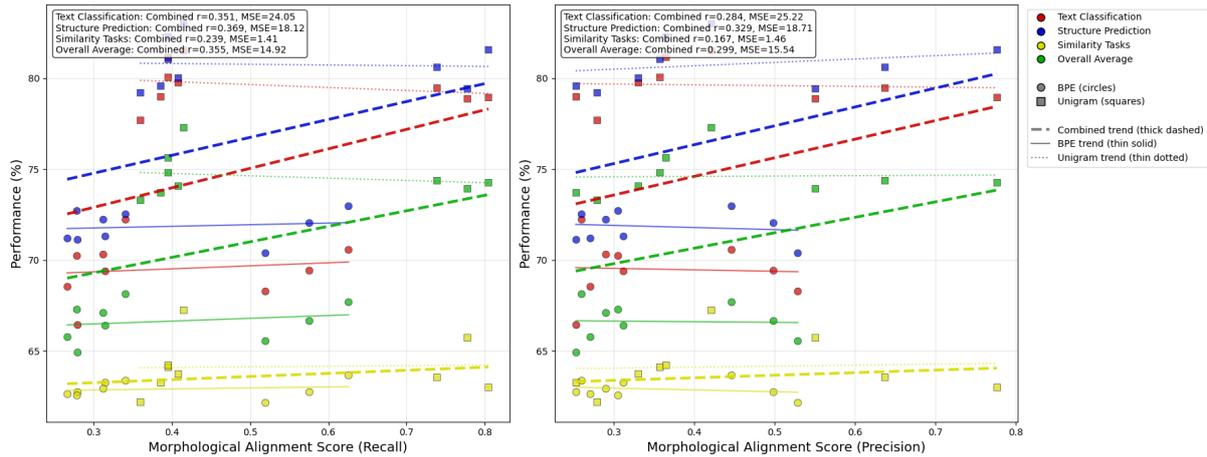 Text Classification: Combined r=0.351, MSE=24.05
Structure Prediction: Combined r=0.369, MSE=18.12
Similarity Tasks: Combined r=0.239, MSE=1.41
Overall Average: Combined r=0.355, MSE=14.92
Performance (%)
80
75
70
65
0.3 0.4 0.5 0.6 0.7 0.8
Morphological Alignment Score (Recall)
Text Classification: Combined r=0.284, MSE=25.22
Structure Prediction: Combined r=0.329, MSE=18.71
Similarity Tasks: Combined r=0.167, MSE=1.46
Overall Average: Combined r=0.299, MSE=15.54
Performance (%)
80
75
70
65
0.3 0.4 0.5 0.6 0.7 0.8
Morphological Alignment Score (Precision)
Text Classification
Structure Prediction
Similarity Tasks
Overall Average
BPE (circles)
Unigram (squares)
Combined trend (thick dashed)
BPE trend (thin solid)
Unigram trend (thin dotted)